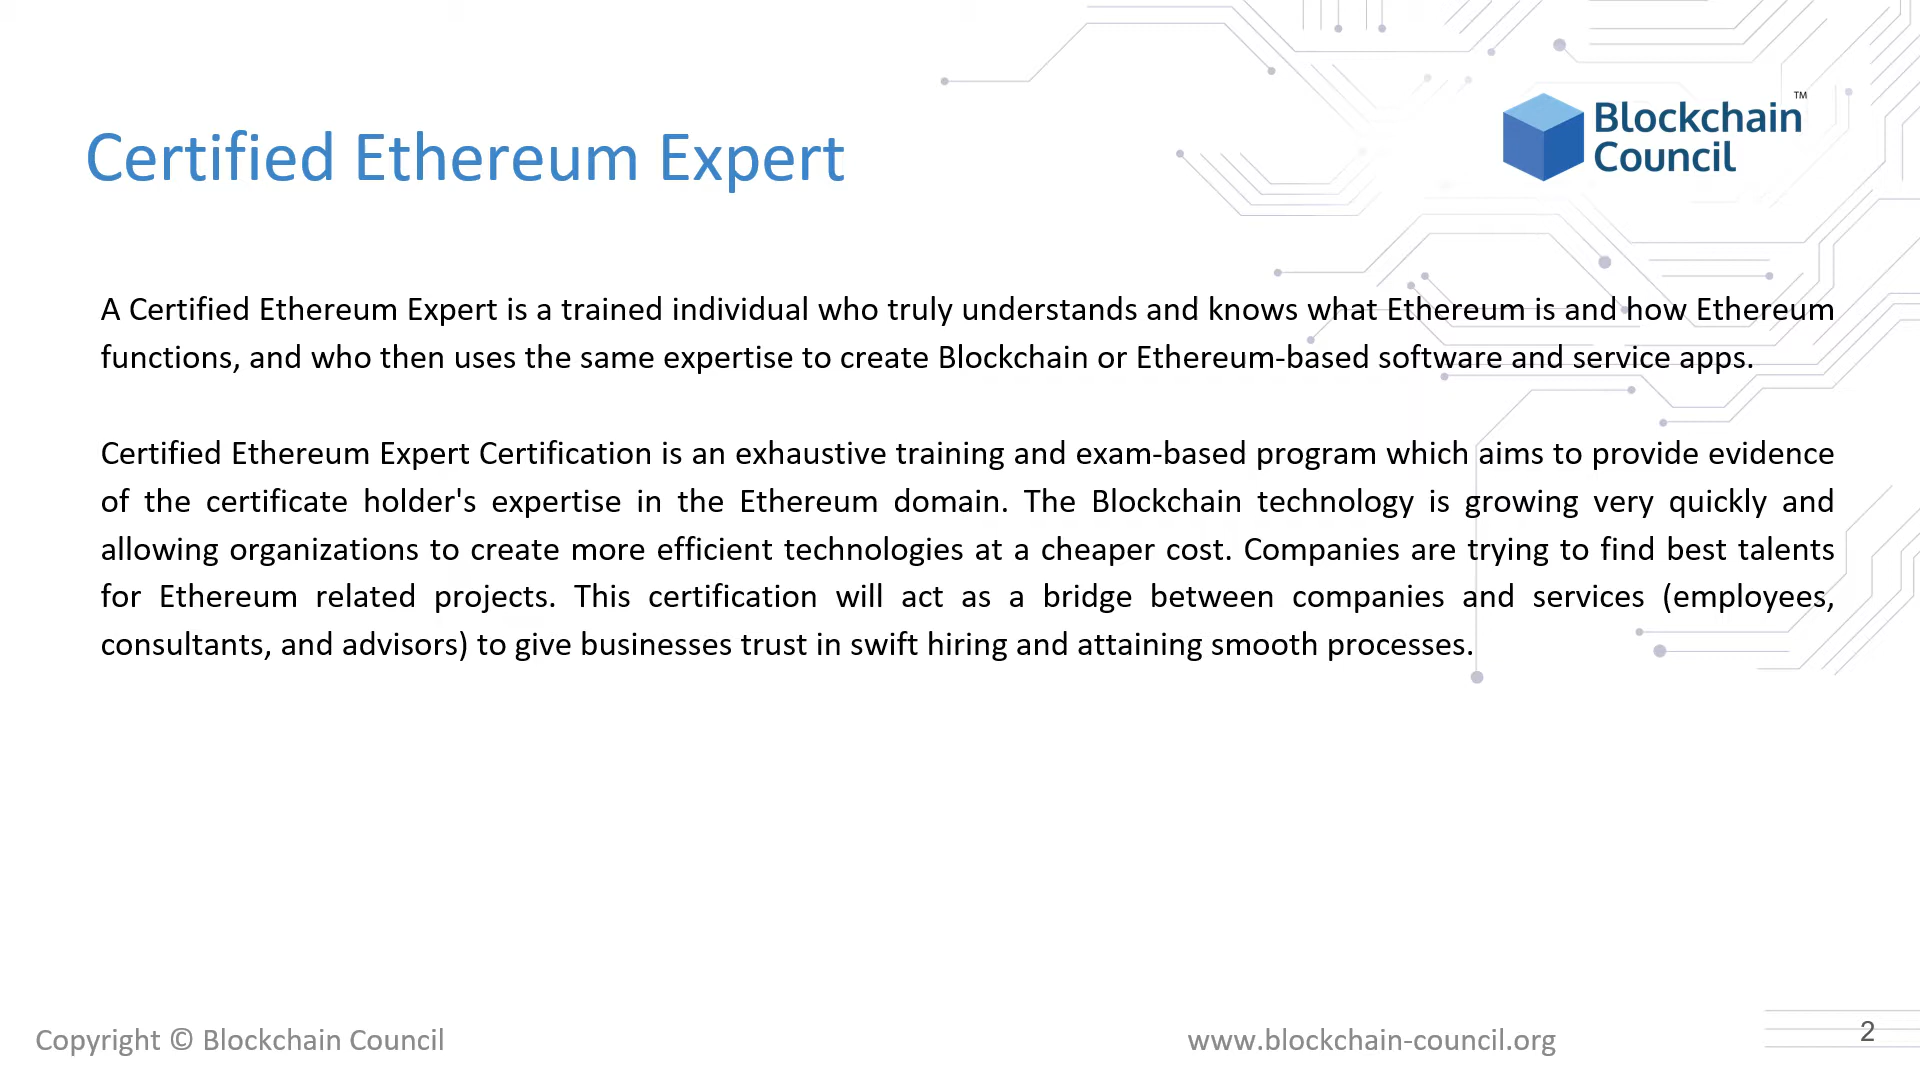 Blockchain
Council
TM
Certified Ethereum Expert
A Certified Ethereum Expert is a trained individual who truly understands and knows what Ethereum is and how Ethereum
functions, and who then uses the same expertise to create Blockchain or Ethereum-based software and service apps.
Certified Ethereum Expert Certification is an exhaustive training and exam-based program which aims to provide evidence
of the certificate holder's expertise in the Ethereum domain. The Blockchain technology is growing very quickly and
allowing organizations to create more efficient technologies at a cheaper cost. Companies are trying to find best talents
for Ethereum related projects. This certification will act as a bridge between companies and services (employees,
consultants, and advisors) to give businesses trust in swift hiring and attaining smooth processes.
Copyright © Blockchain Council
www.blockchain-council.org
2